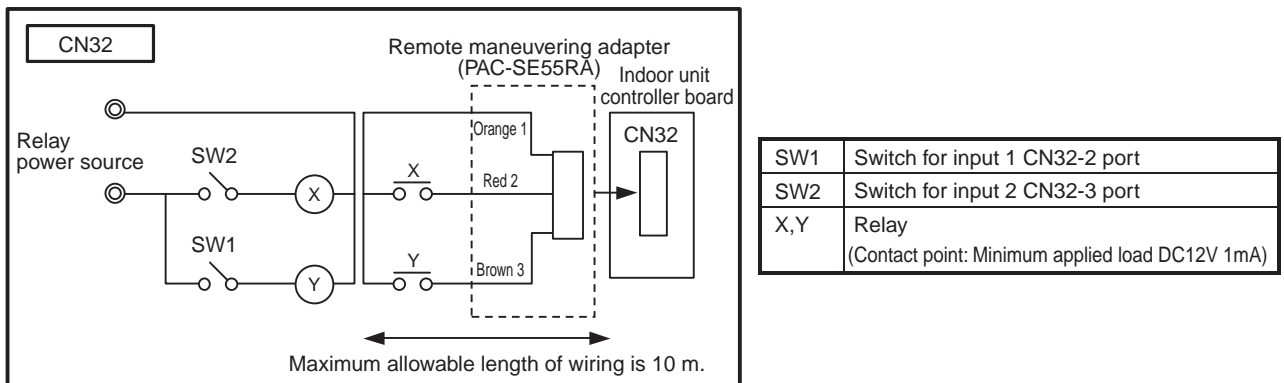 CN32
Remote maneuvering adapter
(PAC-SE55RA)
Indoor unit
controller board
CN32
Orange 1
Relay
power source
SW2
X
X
Red 2
SW1
Y
Y
Brown 3
Maximum allowable length of wiring is 10 m.
SW1 Switch for input 1 CN32-2 port
SW2 Switch for input 2 CN32-3 port
X,Y Relay
(Contact point: Minimum applied load DC12V 1mA)